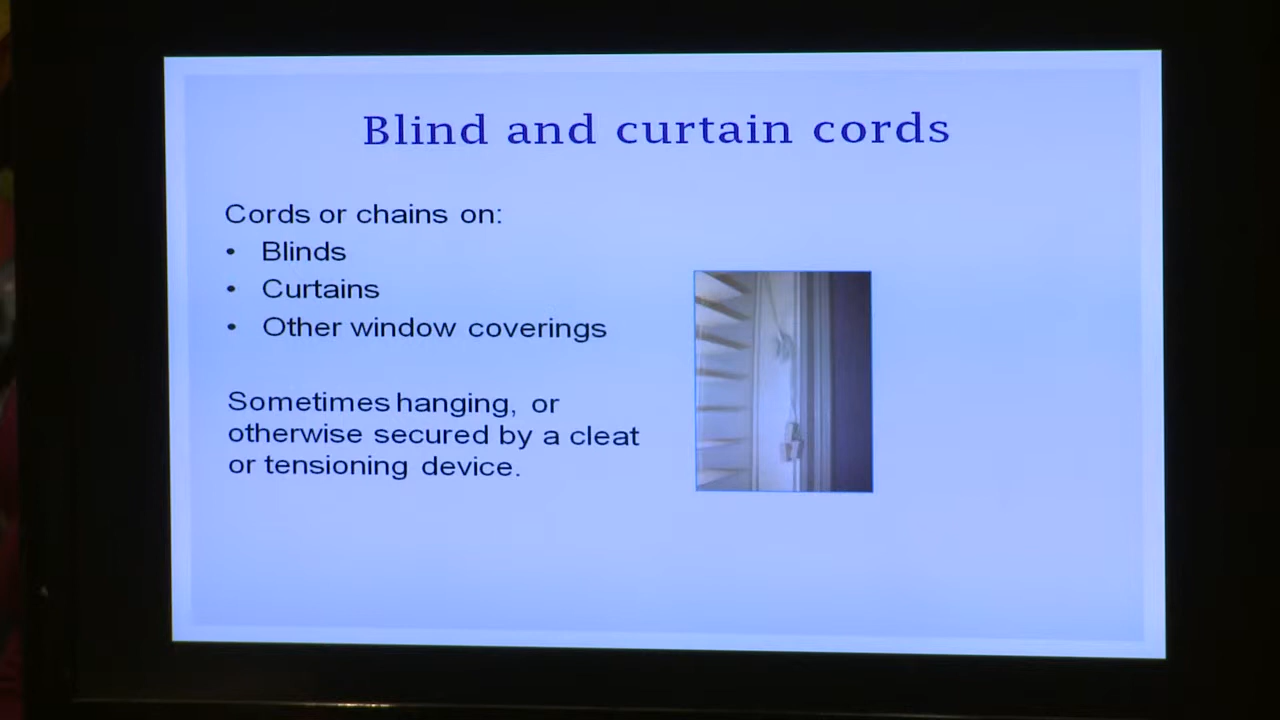 Blind and curtain cords
Cords or chains on:
• Blinds
• Curtains
• Other window coverings
Sometimes hanging, or
otherwise secured by a cleat
or tensioning device.